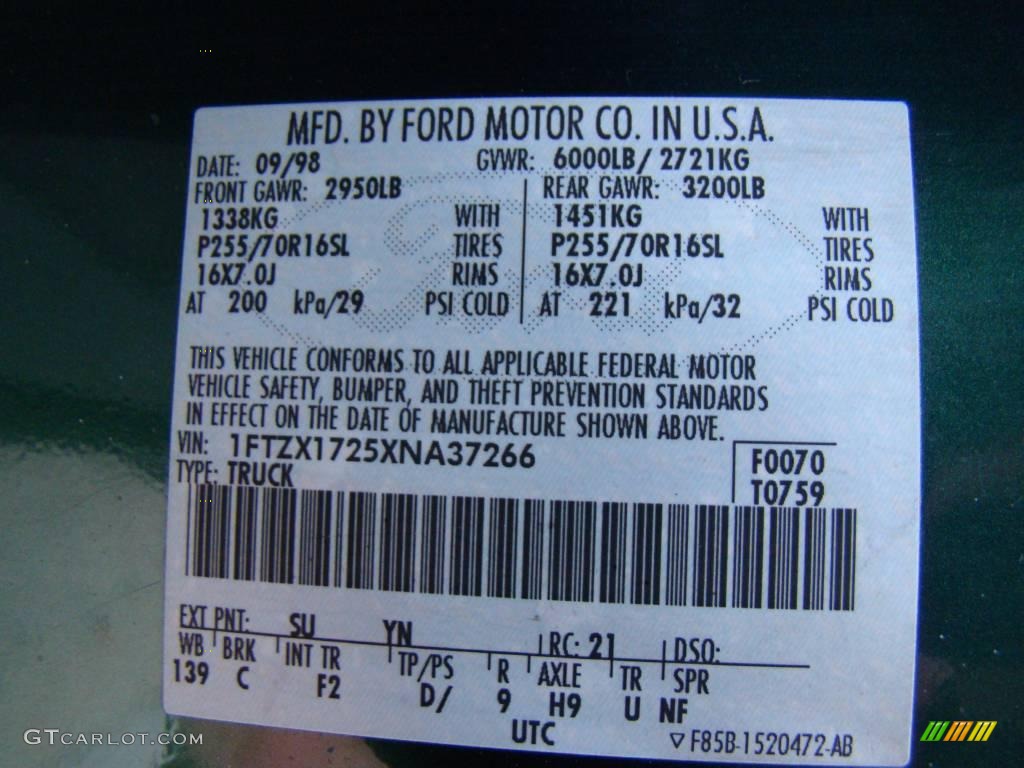 MFD. BY FORD MOTOR CO. IN U.S.A.
DATE: 09/98 GVWR: 6000LB/ 2721KG
FRONT GAWR: 2950LB REAR GAWR: 3200LB
1338KG WITH 1451KG WITH
P255/70R16SL TIRES P255/70R16SL TIRES
16X7.0J RIMS 16X7.0J RIMS
AT 200 kPa/29 PSI COLD AT 221 kPa/32 PSI COLD
THIS VEHICLE CONFORMS TO ALL APPLICABLE FEDERAL MOTOR
VEHICLE SAFETY, BUMPER, AND THEFT PREVENTION STANDARDS
IN EFFECT ON THE DATE OF MANUFACTURE SHOWN ABOVE.
VIN: 1FTZX1725XNA37266 F0070
TYPE: TRUCK T0759
EXT PNT: SU YN RC: 21 DSO:
WB BRK INT TR TP/PS R AXLE TR SPR
139 C F2 D/ 9 H9 U NF
UTC ▽F85B-1520472-AB
GTCARLOT.COM